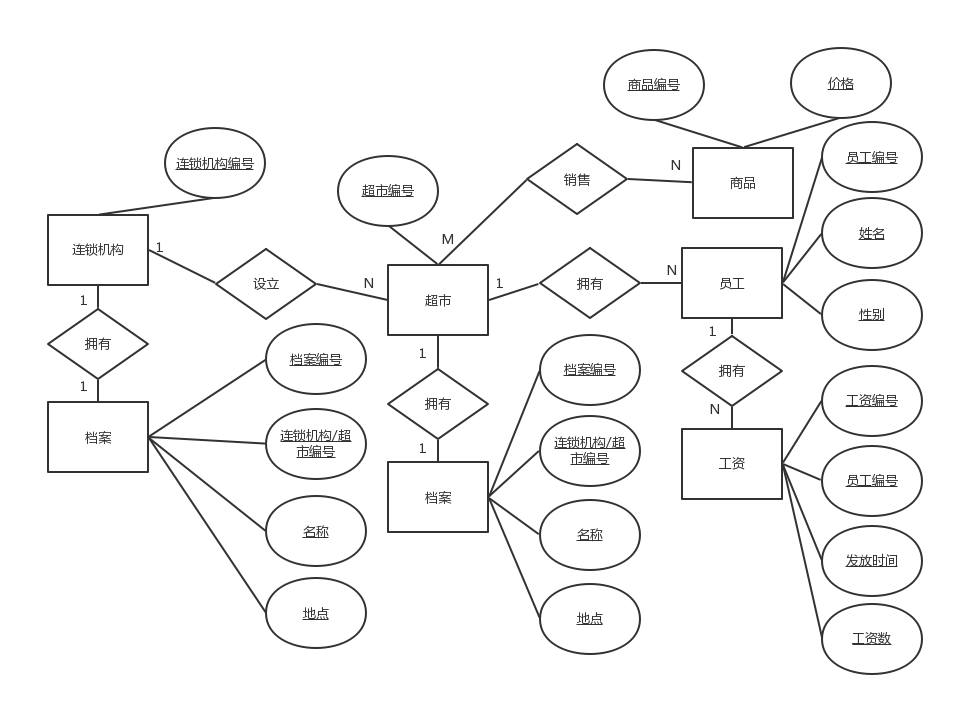 商品编号
价格
连锁机构编号
员工编号
超市编号
销售
N
商品
姓名
连锁机构
1
设立
N
M
超市
1
拥有
N
员工
性别
1
拥有
1
档案
档案编号
连锁机构/超
市编号
名称
地点
1
拥有
1
档案
档案编号
连锁机构/超
市编号
名称
地点
1
拥有
N
工资
工资编号
员工编号
发放时间
工资数